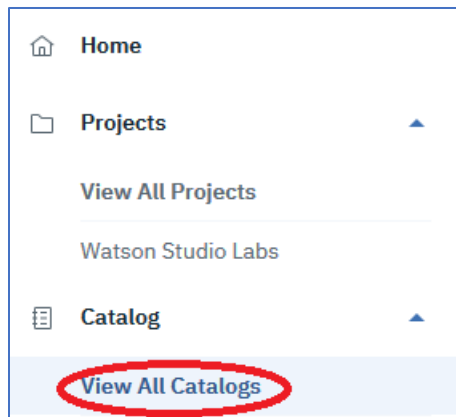 Home
Projects
View All Projects
Watson Studio Labs
Catalog
View All Catalogs